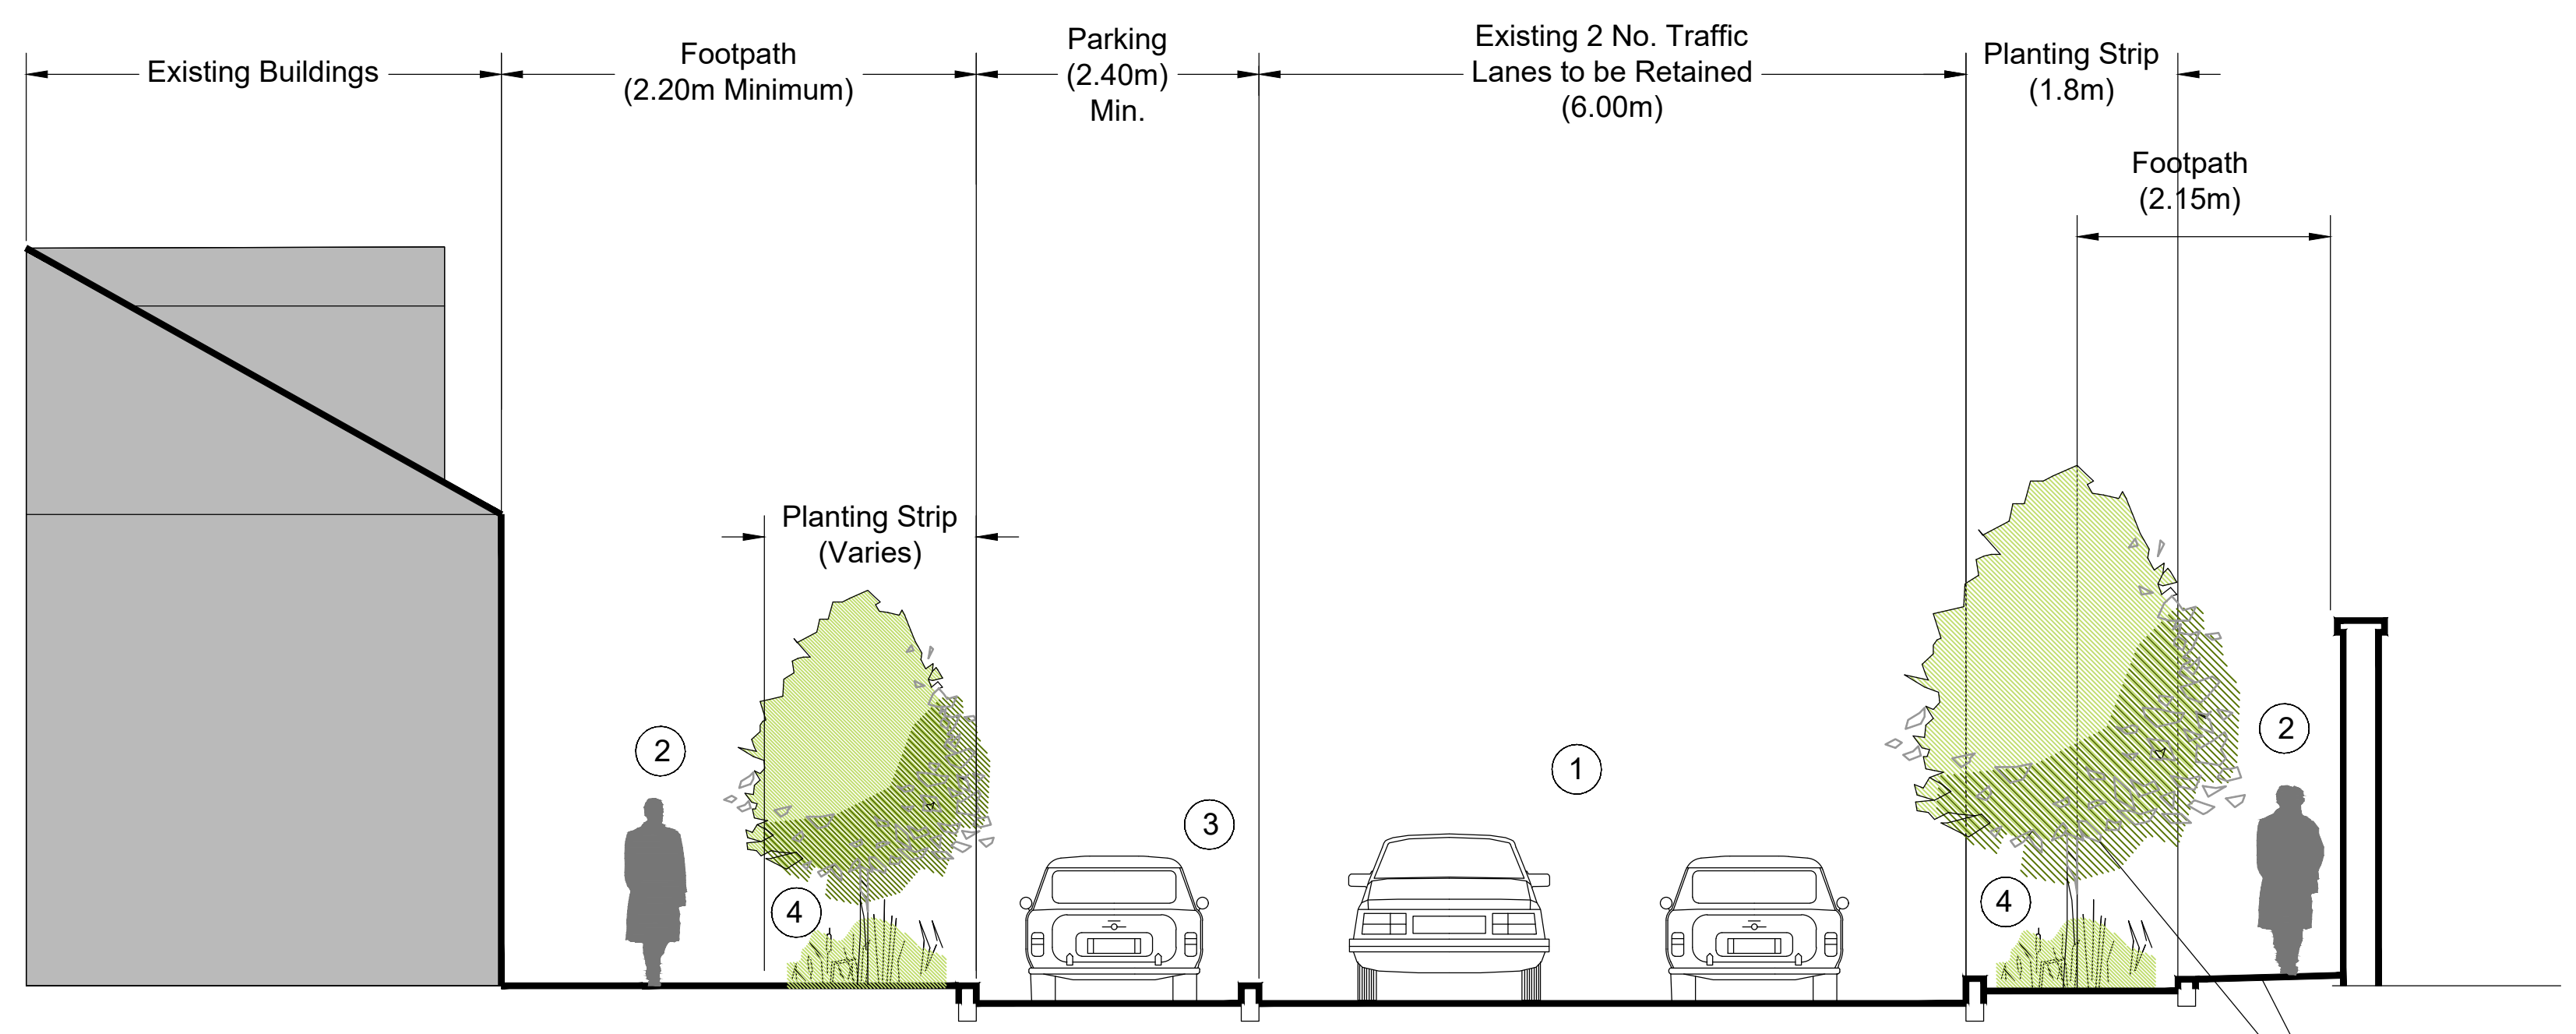 Existing Buildings
Footpath
(2.20m Minimum)
Parking
(2.40m)
Min.
Existing 2 No. Traffic
Lanes to be Retained
(6.00m)
Planting Strip
(1.8m)
Footpath
(2.15m)
Planting Strip
(Varies)
2
4
3
1
4
2